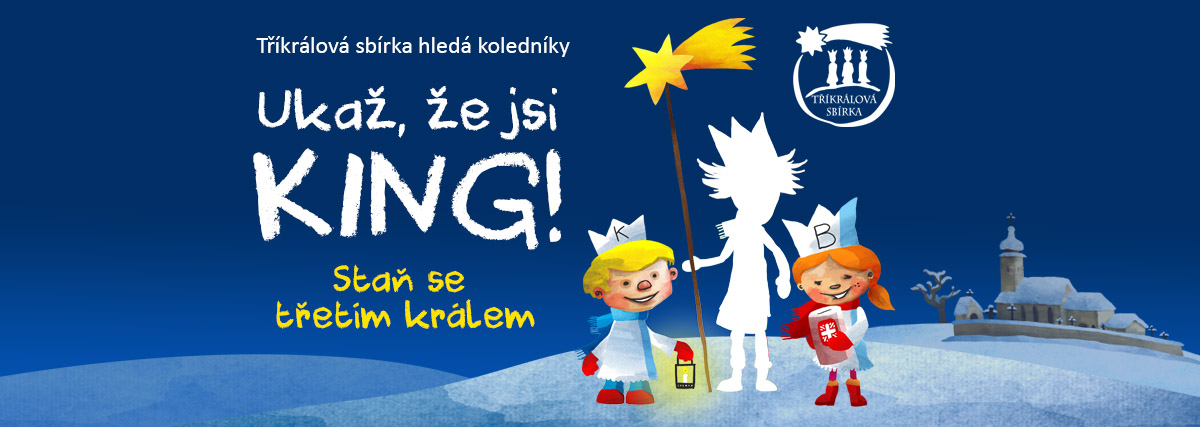 Tříkrálová sbírka hledá koledníky
Ukaž, že jsi
KING!
Staň se
třetím králem
TŘÍKRÁLOVÁ
SBÍRKA
K
B